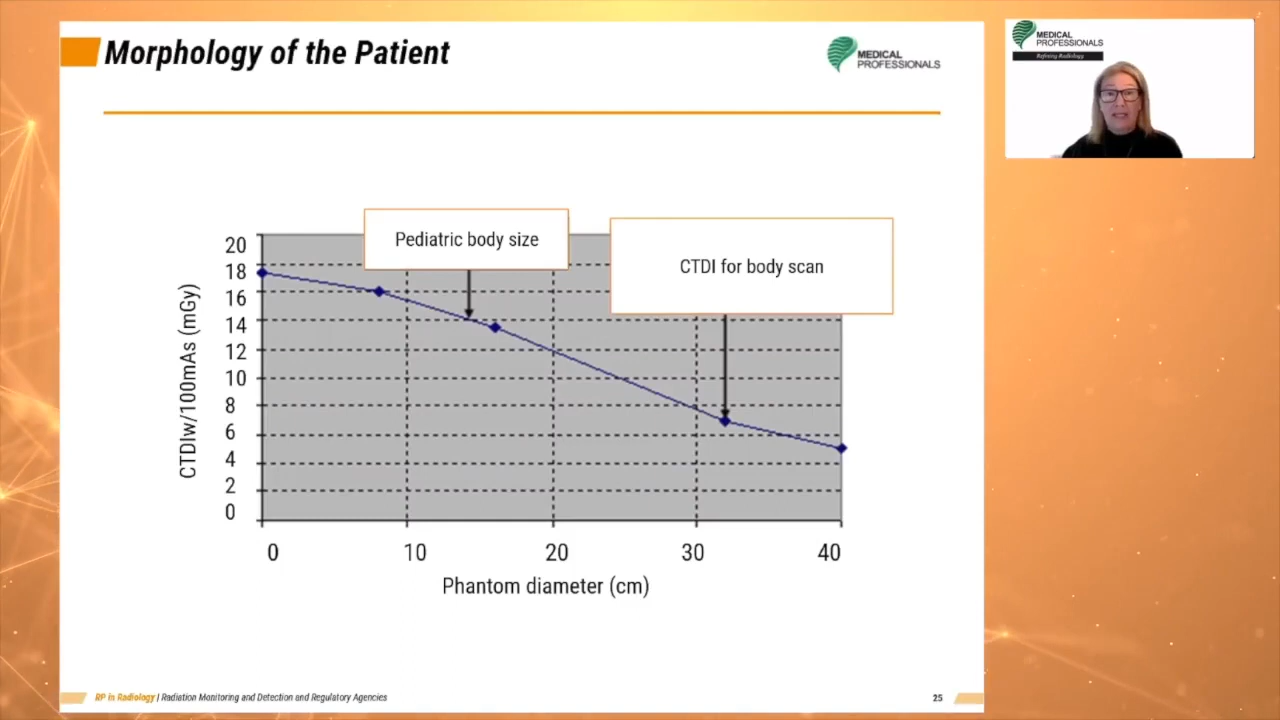 Morphology of the Patient
MEDICAL
PROFESSIONALS
MEDICAL
PROFESSIONALS
Refining Radiology
Pediatric body size
CTDI for body scan
CTDIw/100mAs (mGy)
20
18
16
14
12
10
8
6
4
2
0
0 10 20 30 40
Phantom diameter (cm)
RP in Radiology | Radiation Monitoring and Detection and Regulatory Agencies
25